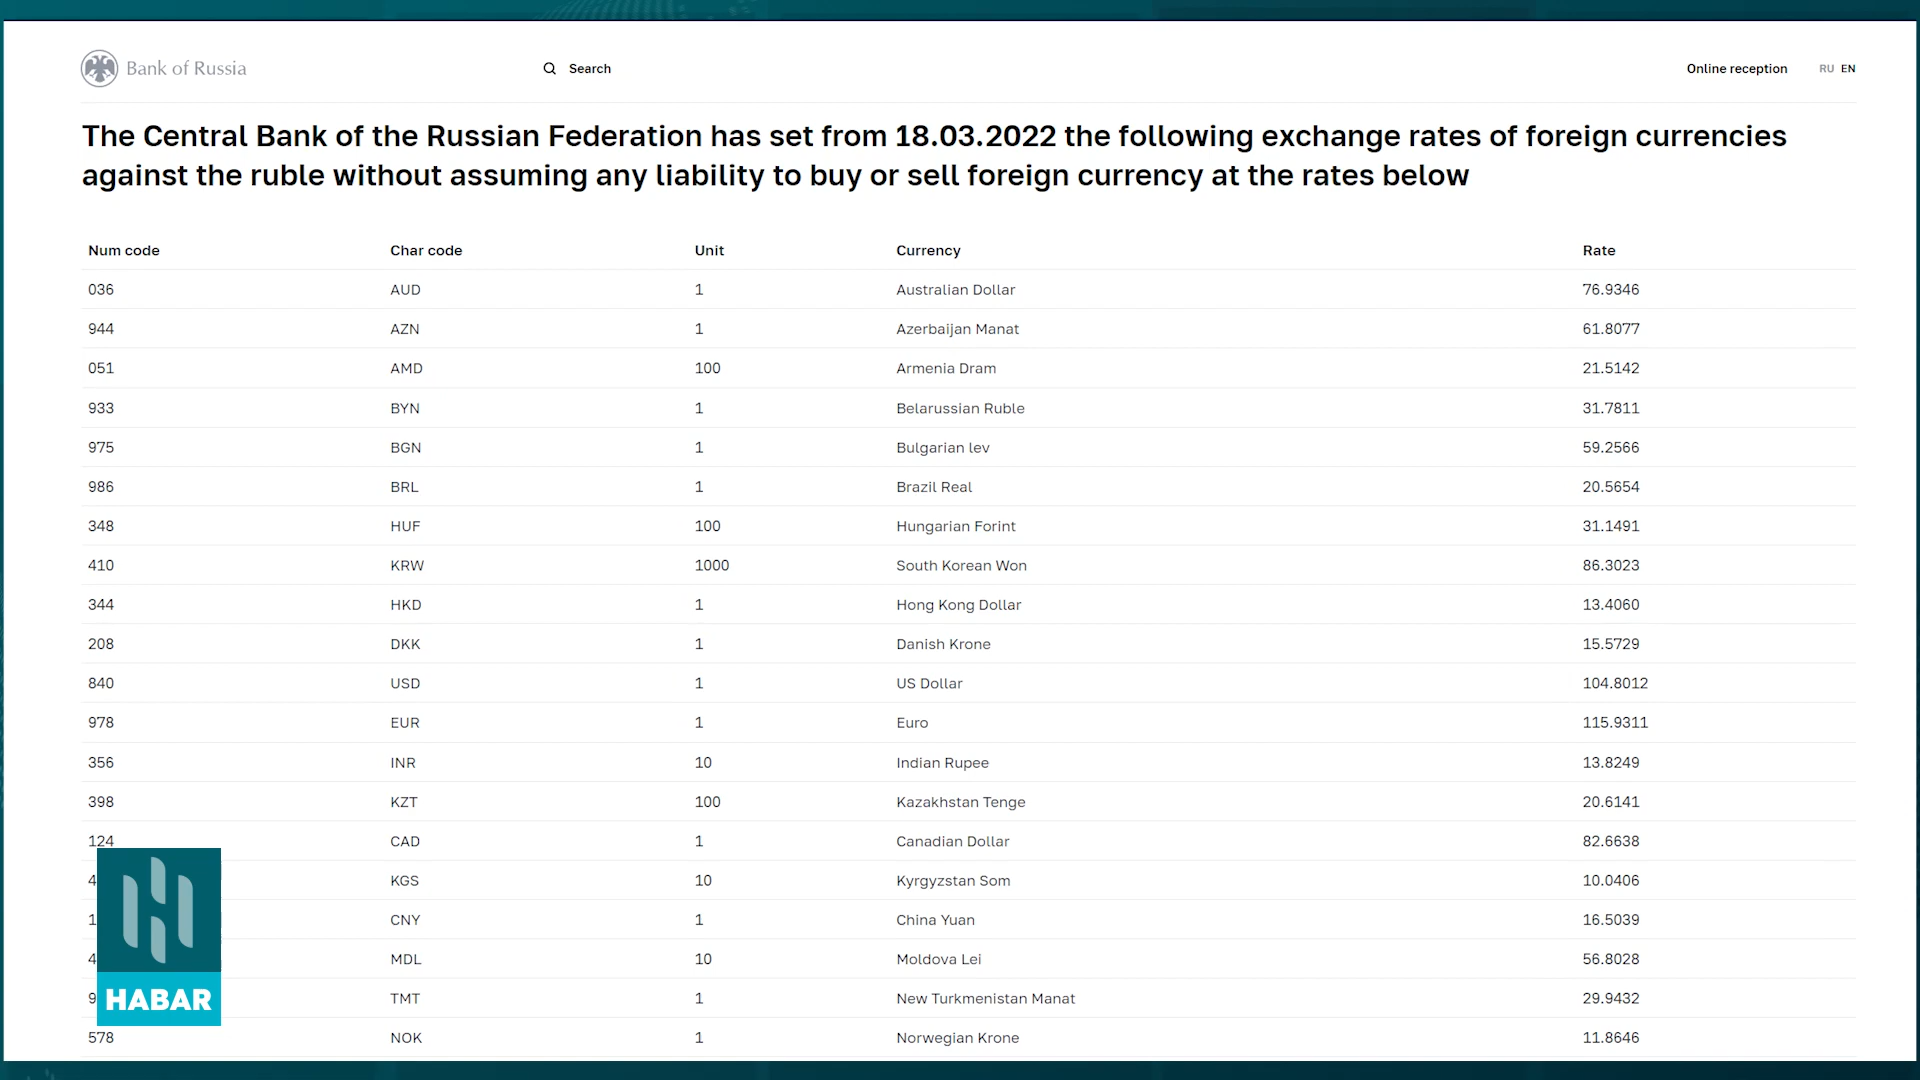 Bank of Russia Search Online reception RU EN
The Central Bank of the Russian Federation has set from 18.03.2022 the following exchange rates of foreign currencies
against the ruble without assuming any liability to buy or sell foreign currency at the rates below
Num code Char code Unit Currency Rate
036 AUD 1 Australian Dollar 76.9346
944 AZN 1 Azerbaijan Manat 61.8077
051 AMD 100 Armenia Dram 21.5142
933 BYN 1 Belarussian Ruble 31.7811
975 BGN 1 Bulgarian lev 59.2566
986 BRL 1 Brazil Real 20.5654
348 HUF 100 Hungarian Forint 31.1491
410 KRW 1000 South Korean Won 86.3023
344 HKD 1 Hong Kong Dollar 13.4060
208 DKK 1 Danish Krone 15.5729
840 USD 1 US Dollar 104.8012
978 EUR 1 Euro 115.9311
356 INR 10 Indian Rupee 13.8249
398 KZT 100 Kazakhstan Tenge 20.6141
124 CAD 1 Canadian Dollar 82.6638
KGS 10 Kyrgyzstan Som 10.0406
CNY 1 China Yuan 16.5039
MDL 10 Moldova Lei 56.8028
TMT 1 New Turkmenistan Manat 29.9432
HABAR
578 NOK 1 Norwegian Krone 11.8646